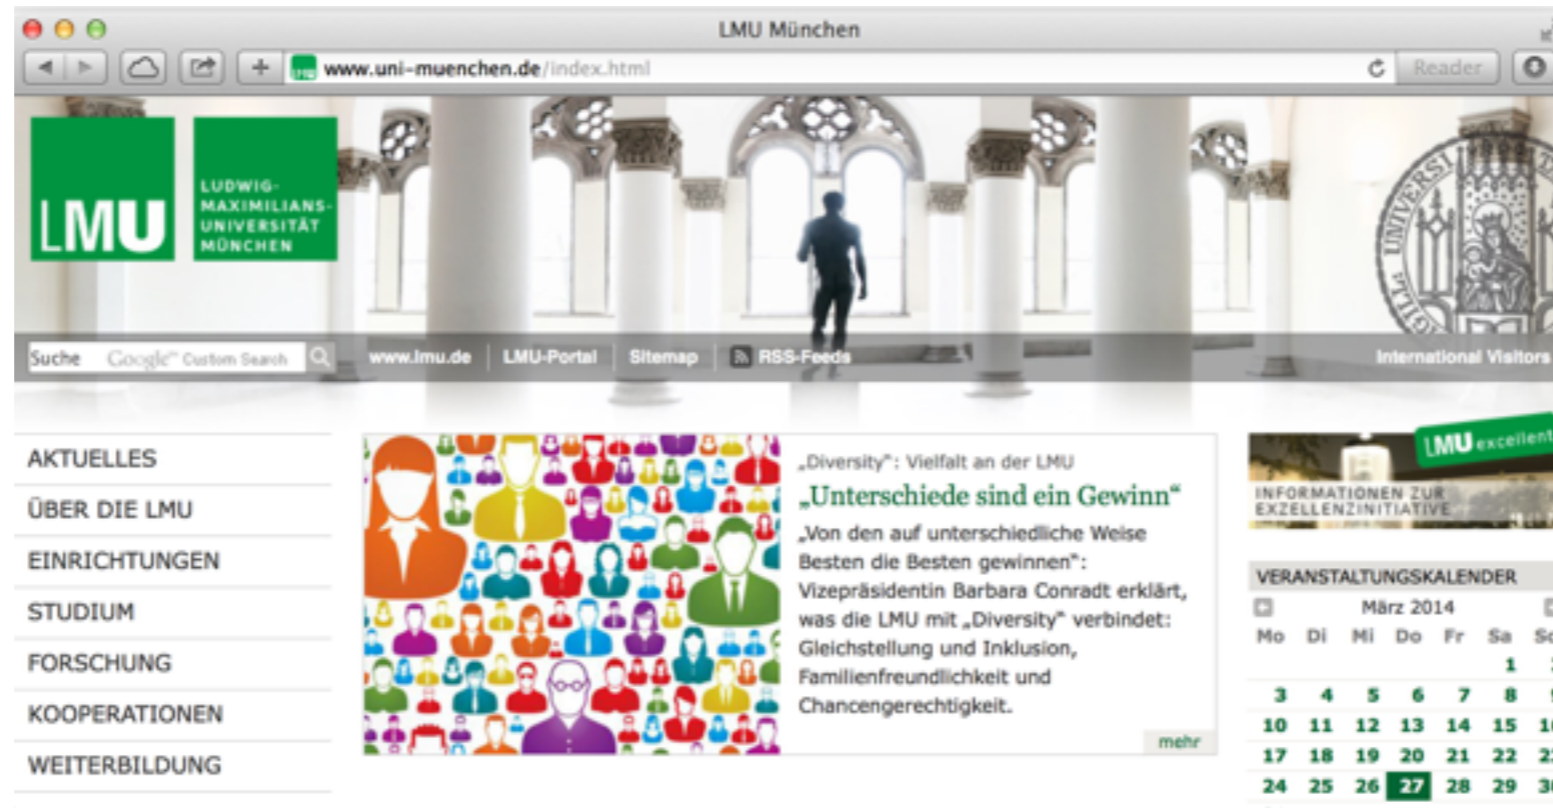 LMU München
www.uni-muenchen.de/index.html
Reader
LMU
LUDWIG-
MAXIMILIANS-
UNIVERSITÄT
MÜNCHEN
Suche Google™ Custom Search
www.lmu.de LMU-Portal Sitemap RSS-Feeds
International Visitors
AKTUELLES
ÜBER DIE LMU
EINRICHTUNGEN
STUDIUM
FORSCHUNG
KOOPERATIONEN
WEITERBILDUNG
„Diversity“: Vielfalt an der LMU
„Unterschiede sind ein Gewinn“
„Von den auf unterschiedliche Weise
Besten die Besten gewinnen“:
Vizepräsidentin Barbara Conradt erklärt,
was die LMU mit „Diversity“ verbindet:
Gleichstellung und Inklusion,
Familienfreundlichkeit und
Chancengerechtigkeit.
mehr
LMU excellent
INFORMATIONEN ZUR
EXZELLENZINITIATIVE
VERANSTALTUNGSKALENDER
März 2014
Mo Di Mi Do Fr Sa
1
3 4 5 6 7 8
10 11 12 13 14 15
17 18 19 20 21 22
24 25 26 27 28 29